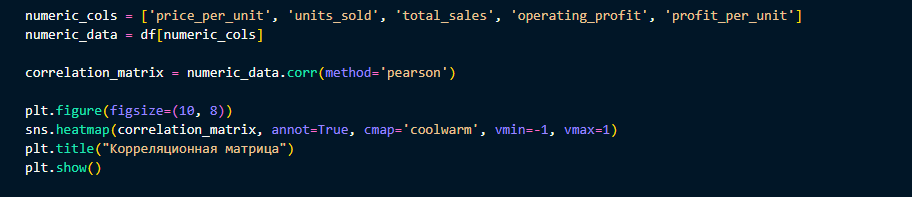 numeric_cols = ['price_per_unit', 'units_sold', 'total_sales', 'operating_profit', 'profit_per_unit']
numeric_data = df[numeric_cols]
correlation_matrix = numeric_data.corr(method='pearson')
plt.figure(figsize=(10, 8))
sns.heatmap(correlation_matrix, annot=True, cmap='coolwarm', vmin=-1, vmax=1)
plt.title("Корреляционная матрица")
plt.show()